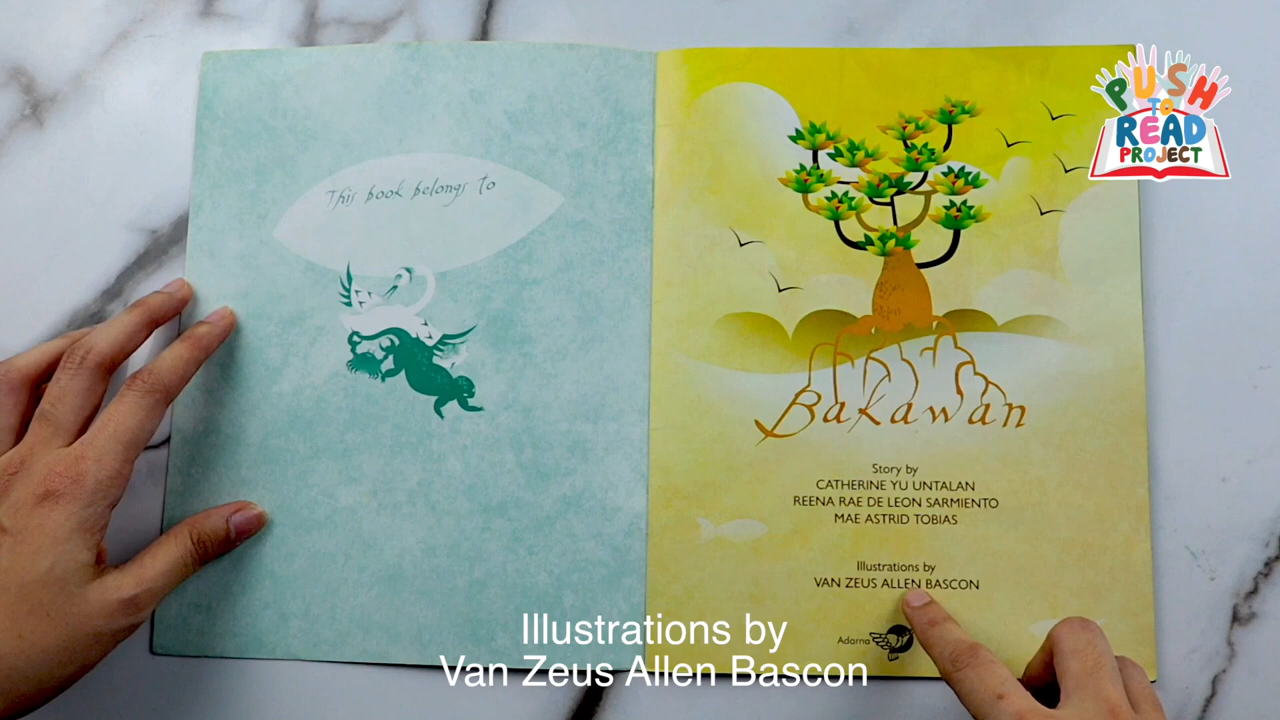 This book belongs to
PUSH
TO
READ
PROJECT
Bakawan
Story by
CATHERINE YU UNTALAN
REENA RAE DE LEON SARMIENTO
MAE ASTRID TOBIAS
Illustrations by
VAN ZEUS ALLEN BASCON
Adarna
Illustrations by
Van Zeus Allen Bascon